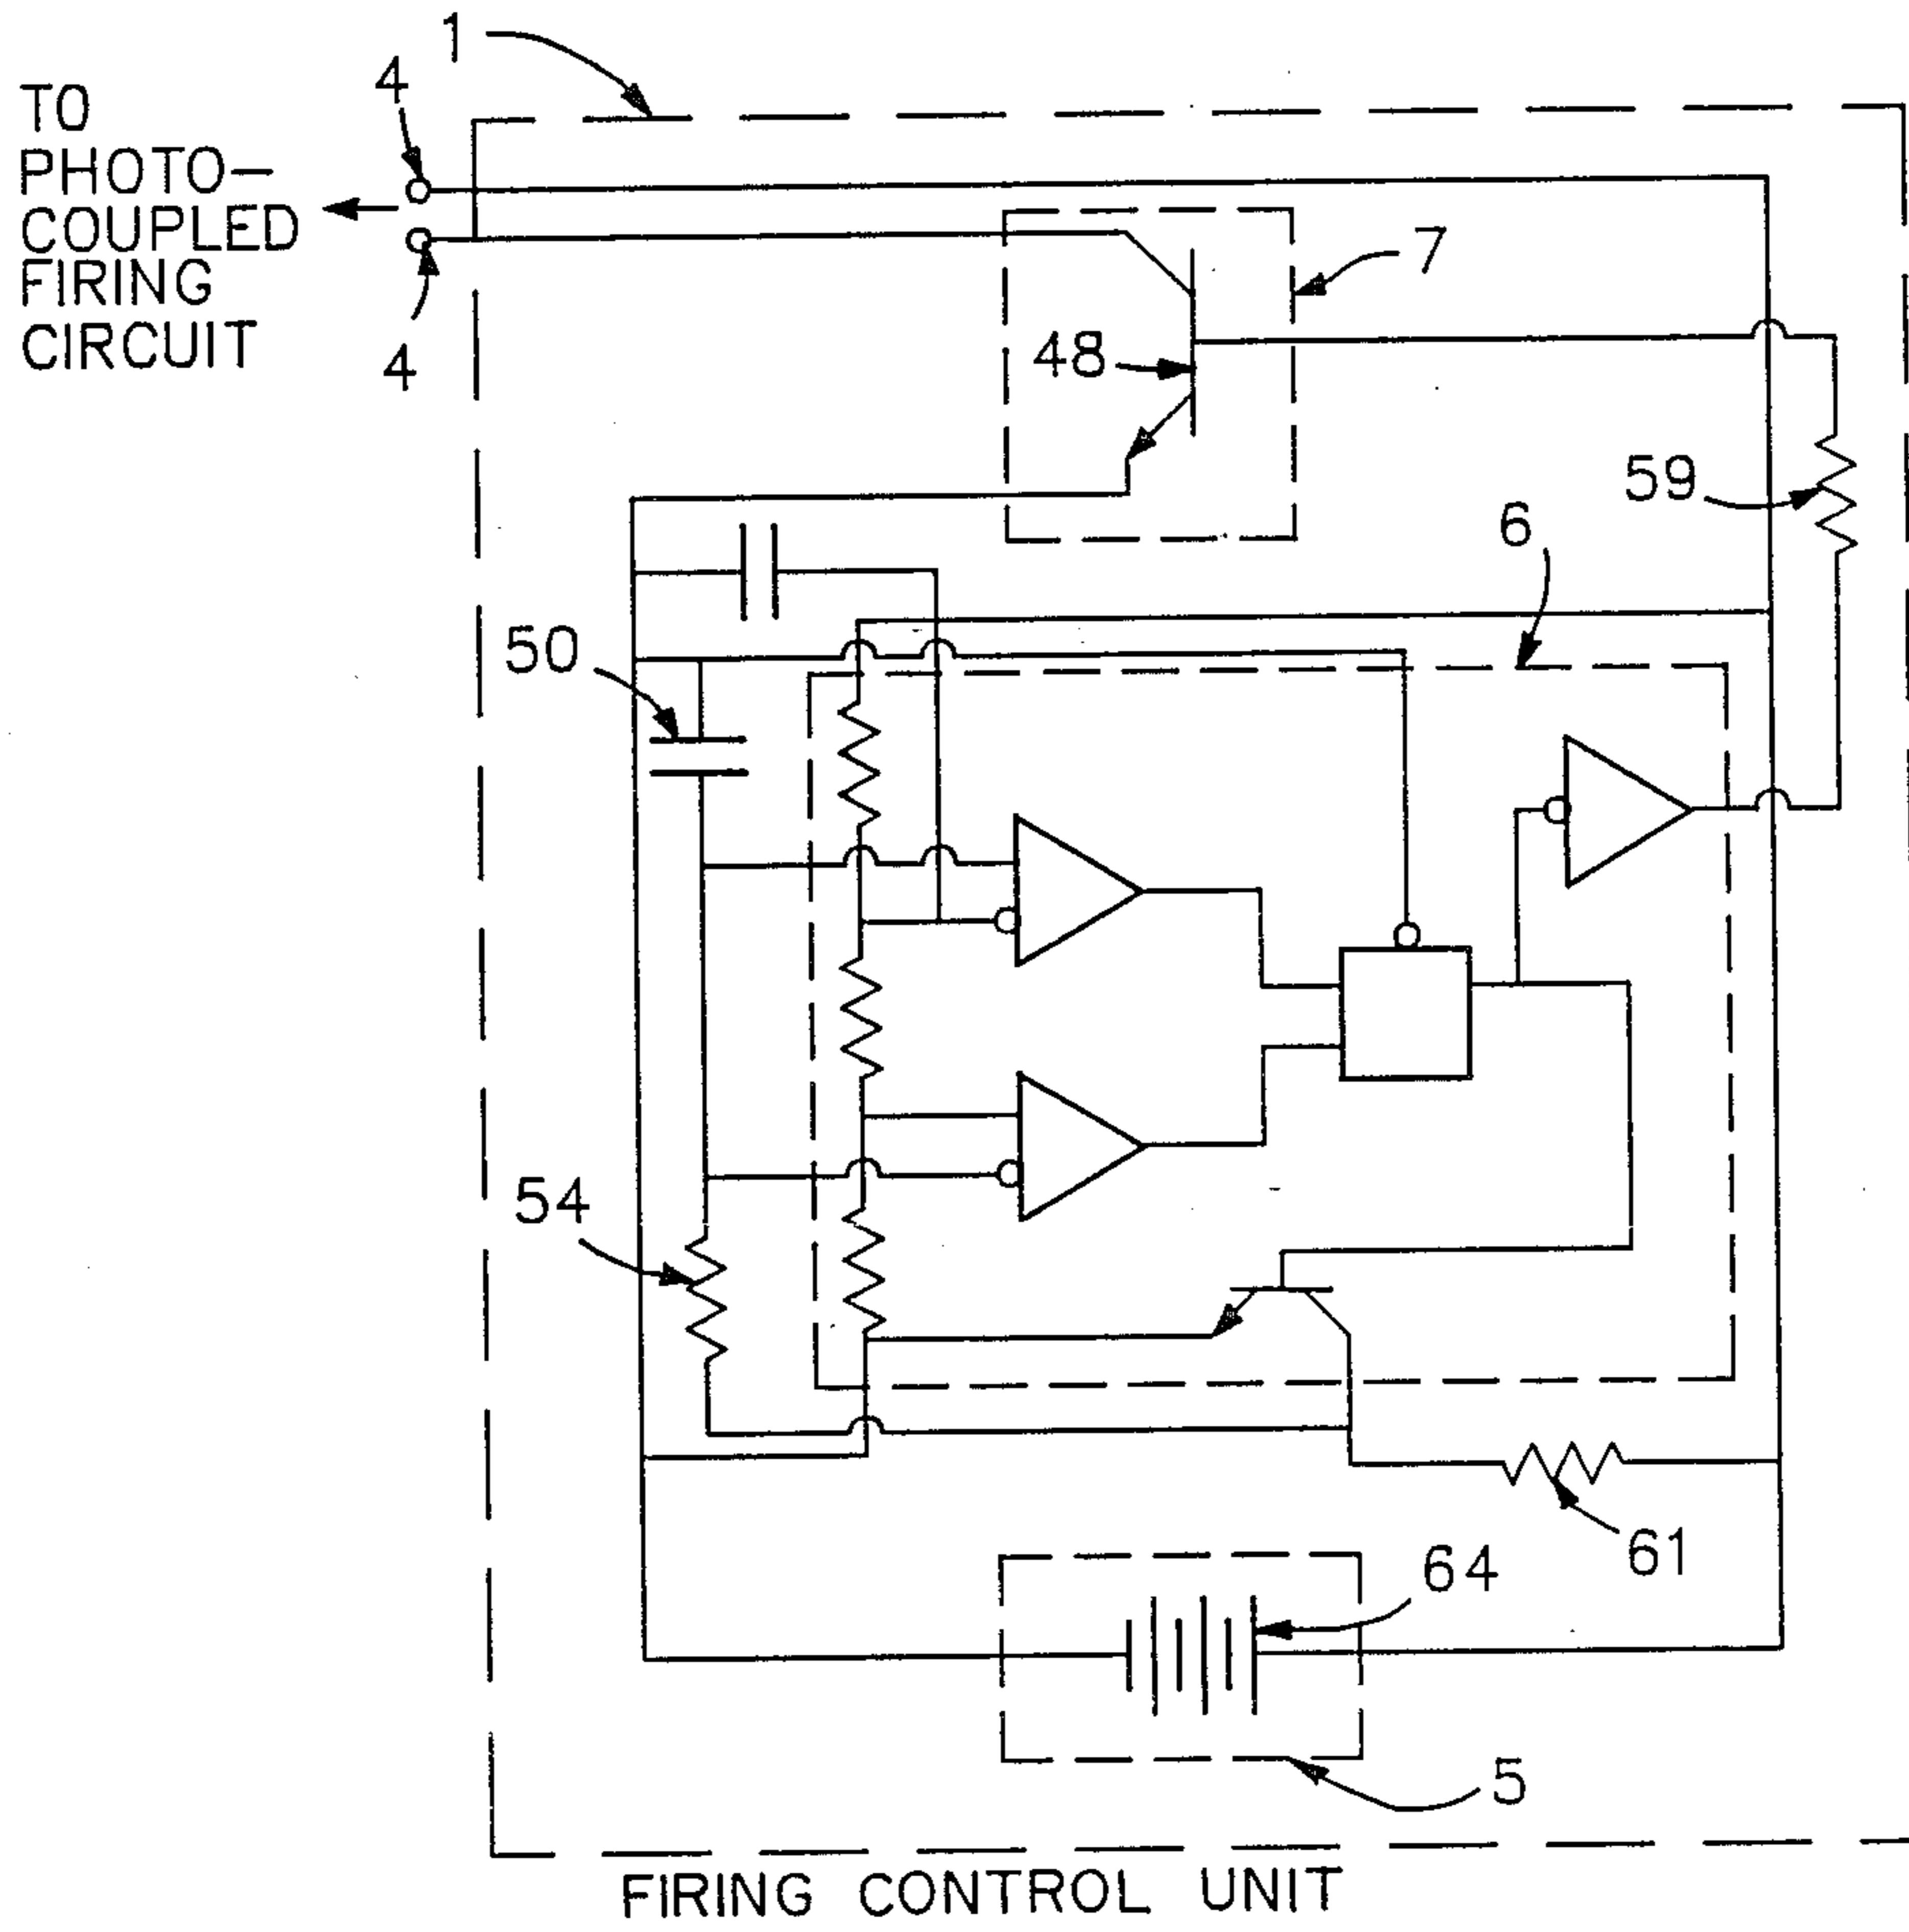 1
4
TO
PHOTO-
COUPLED
FIRING
CIRCUIT
4
7
48
59
6
50
54
61
64
5
FIRING CONTROL UNIT